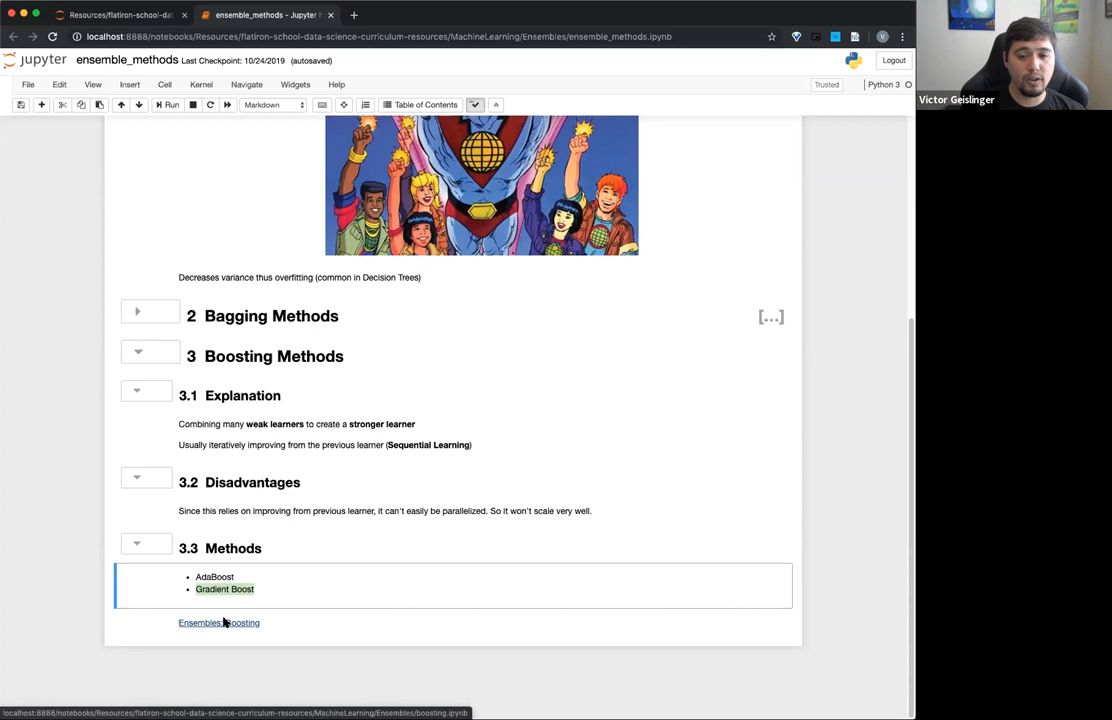 Resources/flatiron-school-dat
ensemble_methods - Jupyter
localhost:8888/notebooks/Resources/flatiron-school-data-science-curriculum-resources/MachineLearning/Ensembles/ensemble_methods.ipynb
V
jupyter ensemble_methods Last Checkpoint: 10/24/2019 (autosaved)
Logout
File Edit View Insert Cell Kernel Navigate Widgets Help
Trusted Python 3
Run Markdown Table of Contents
Victor Geislinger
Decreases variance thus overfitting (common in Decision Trees)
2 Bagging Methods
[...]
3 Boosting Methods
3.1 Explanation
Combining many weak learners to create a stronger learner
Usually iteratively improving from the previous learner (Sequential Learning)
3.2 Disadvantages
Since this relies on improving from previous learner, it can't easily be parallelized. So it won't scale very well.
3.3 Methods
• AdaBoost
• Gradient Boost
Ensembles: Boosting
localhost:8888/notebooks/Resources/flatiron-school-data-science-curriculum-resources/MachineLearning/Ensembles/boosting.ipynb